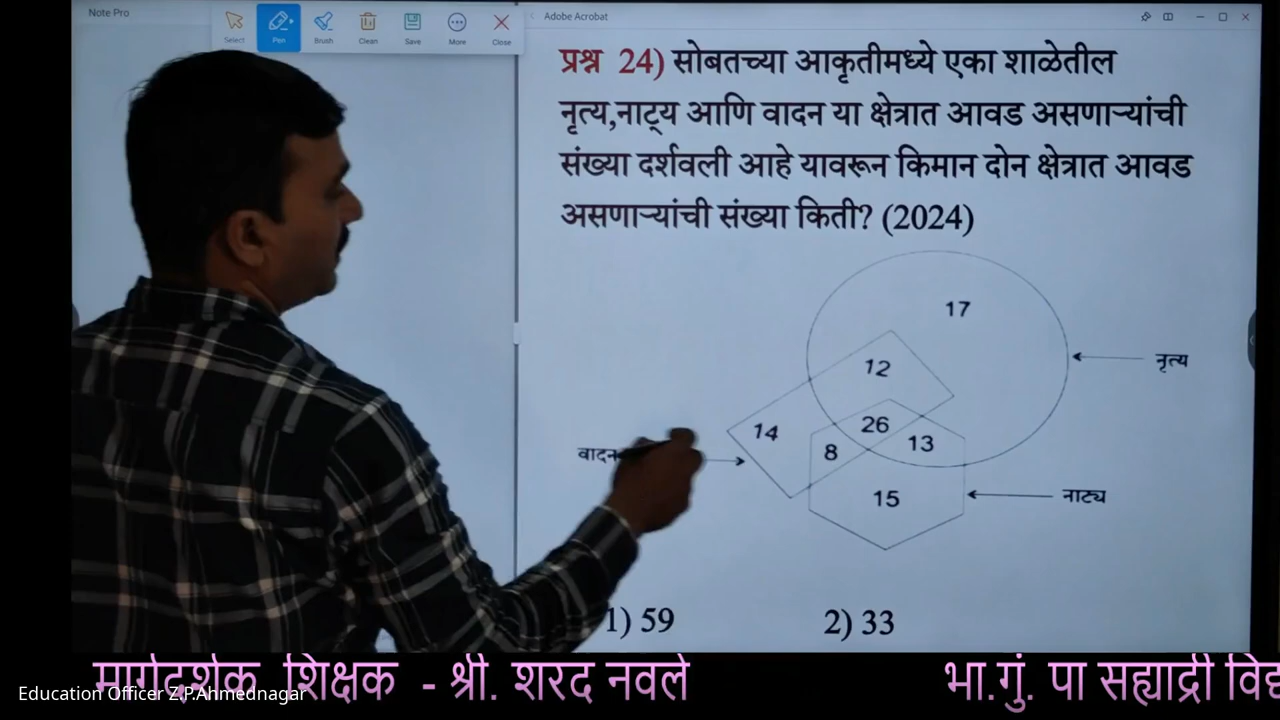 Note Pro
Select
Pen
Brush
Clean
Save
More
Close
Adobe Acrobat
प्रश्न 24) सोबतच्या आकृतीमध्ये एका शाळेतील
नृत्य,नाट्य आणि वादन या क्षेत्रात आवड असणाऱ्यांची
संख्या दर्शवली आहे यावरून किमान दोन क्षेत्रात आवड
असणाऱ्यांची संख्या किती? (2024)
17
12
नृत्य
26
14
13
8
वादन
15
नाट्य
1) 59
2) 33
मार्गदर्शक शिक्षक - श्री. शरद नवले
भा.गुं. पा सह्याद्री
Education Officer Z.P.Ahmednagar